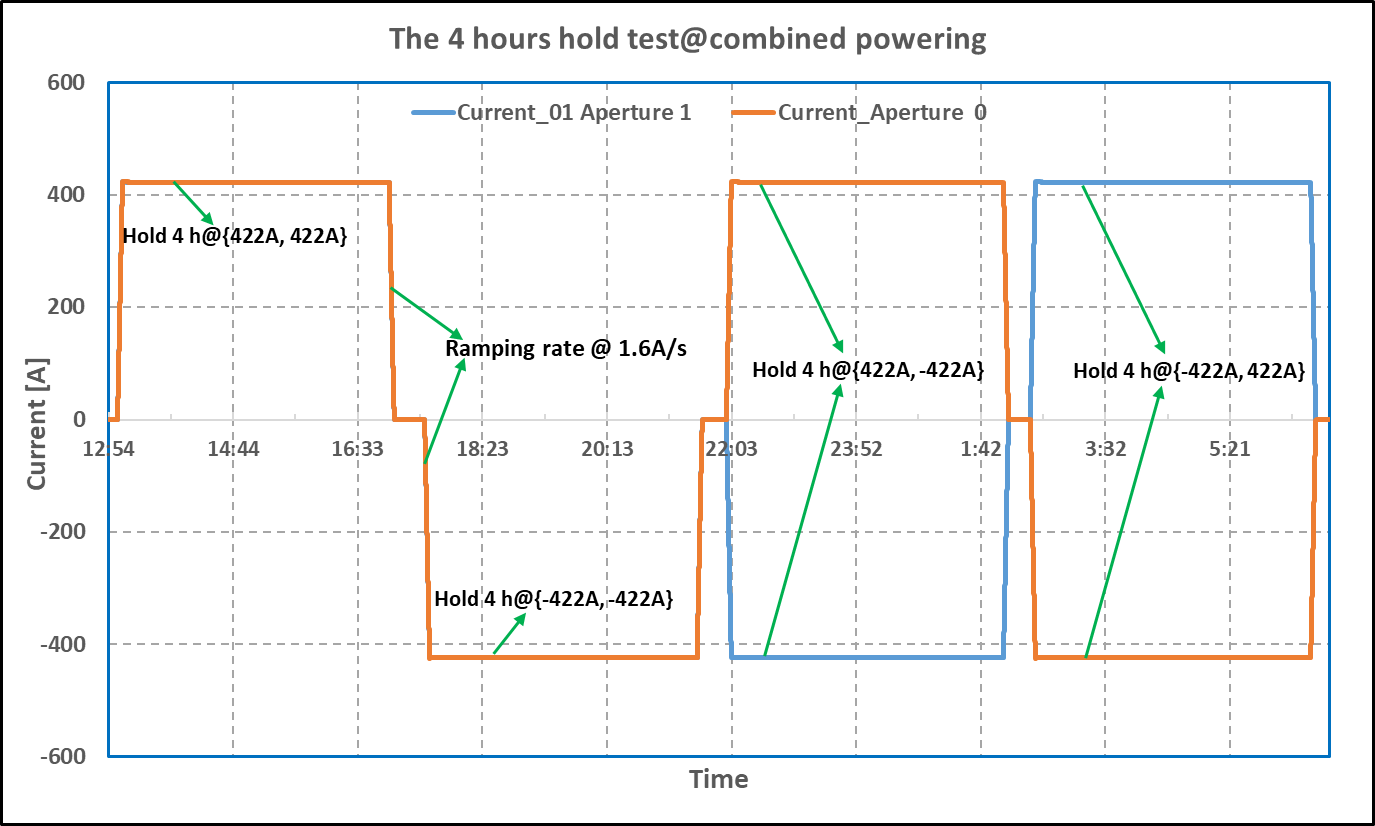 The 4 hours hold test@combined powering
600
Current_01 Aperture 1
Current_Aperture 0
400
Hold 4 h@{422A, 422A}
200
Ramping rate @ 1.6A/s
Hold 4 h@{422A, -422A}
Hold 4 h@{-422A, 422A}
Current [A]
0
12:54 14:44 16:33 18:23 20:13 22:03 23:52 1:42 3:32 5:21
-200
Hold 4 h@{-422A, -422A}
-400
-600
Time